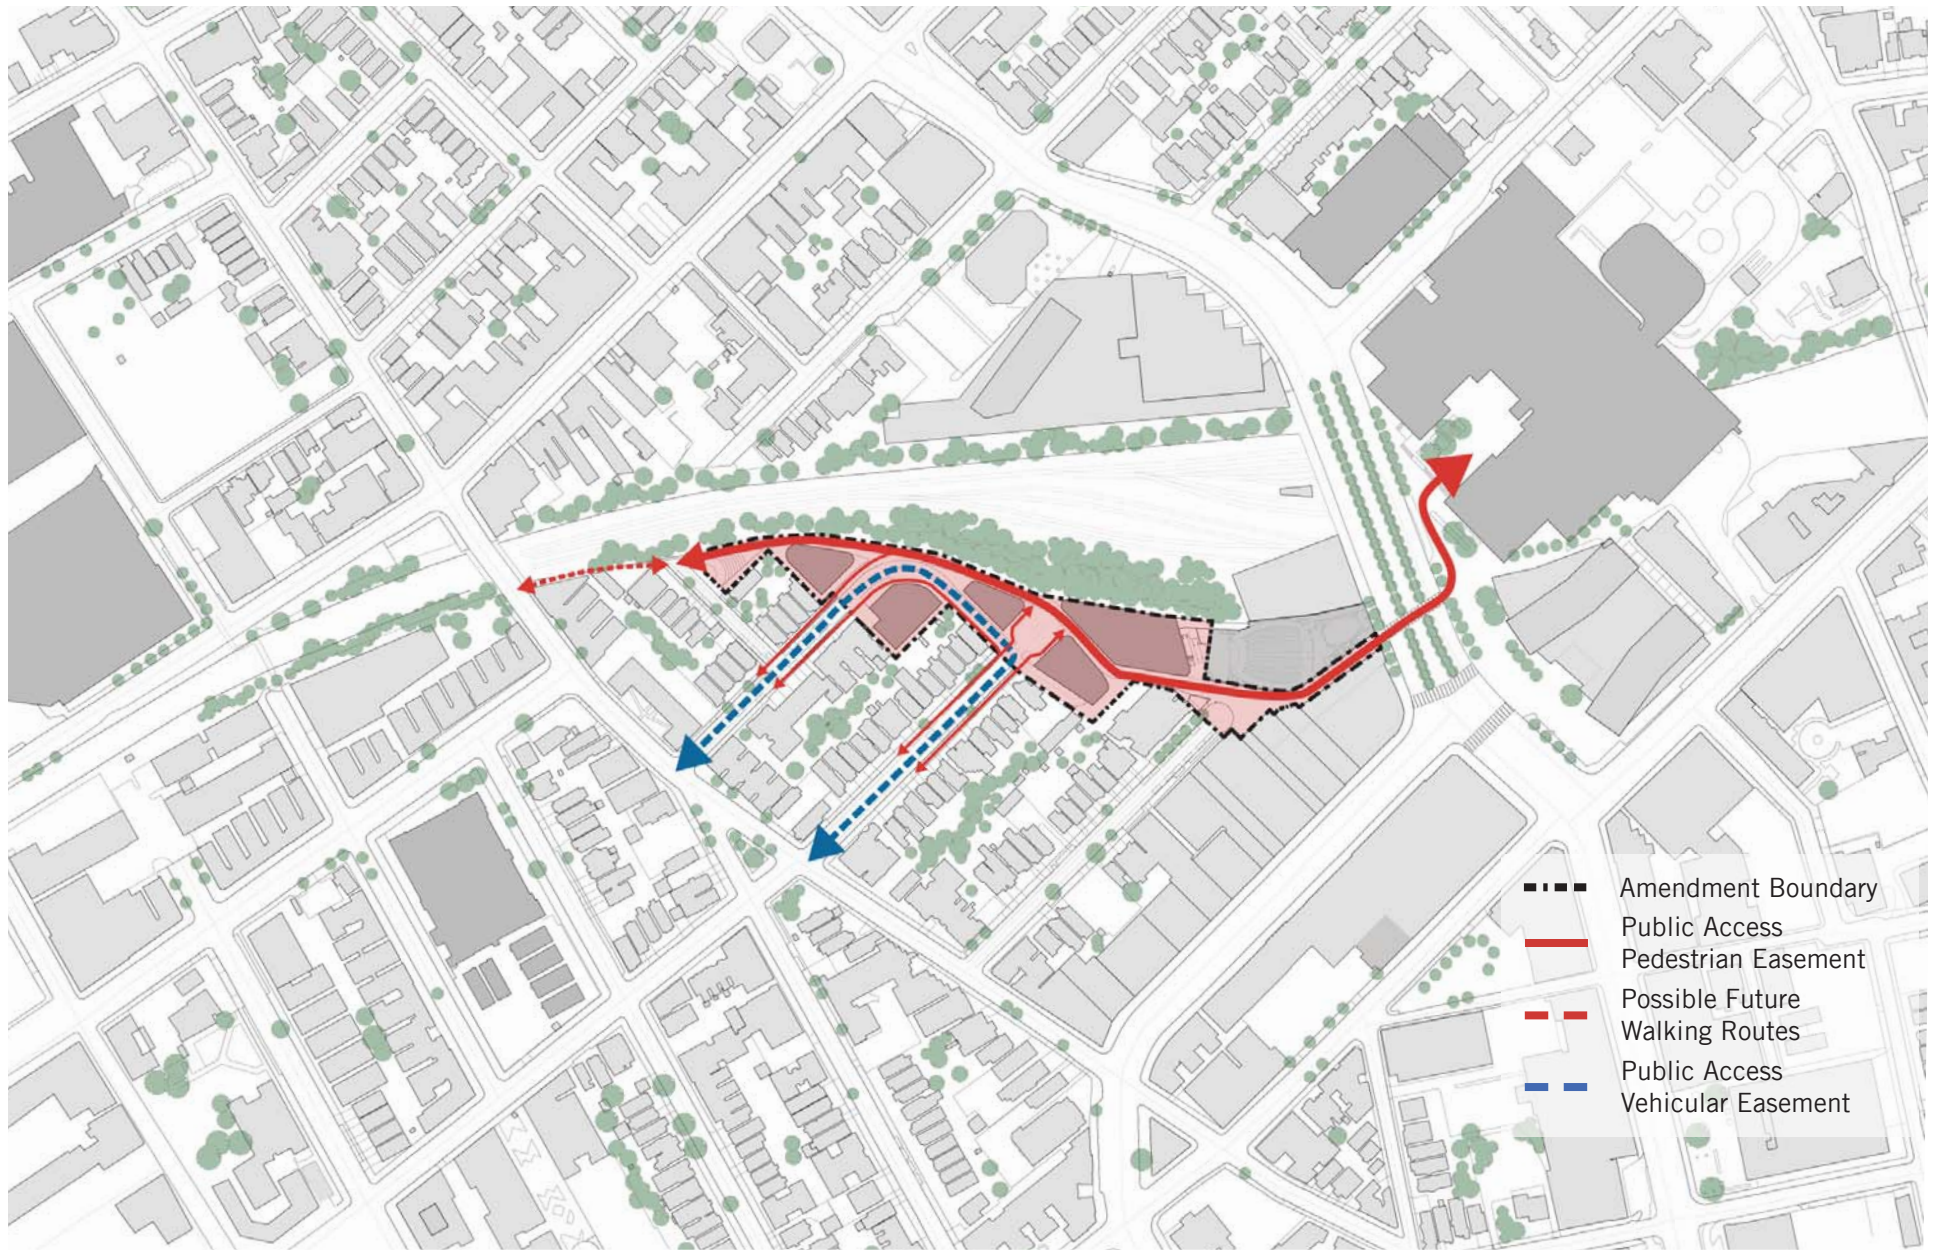 Amendment Boundary
Public Access
Pedestrian Easement
Possible Future
Walking Routes
Public Access
Vehicular Easement